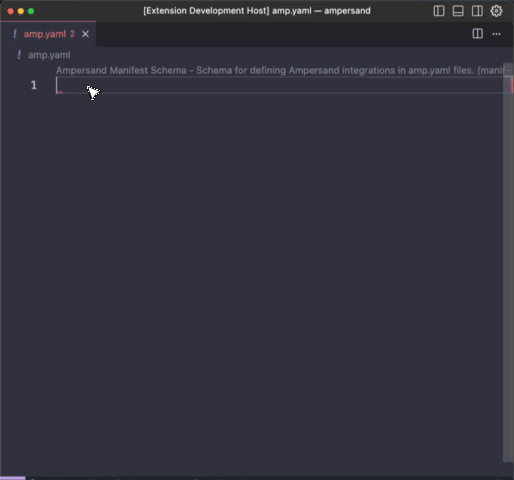 [Extension Development Host] amp.yaml — ampersand
! amp.yaml 2 ×
! amp.yaml
Ampersand Manifest Schema - Schema for defining Ampersand integrations in amp.yaml files. (manif
1